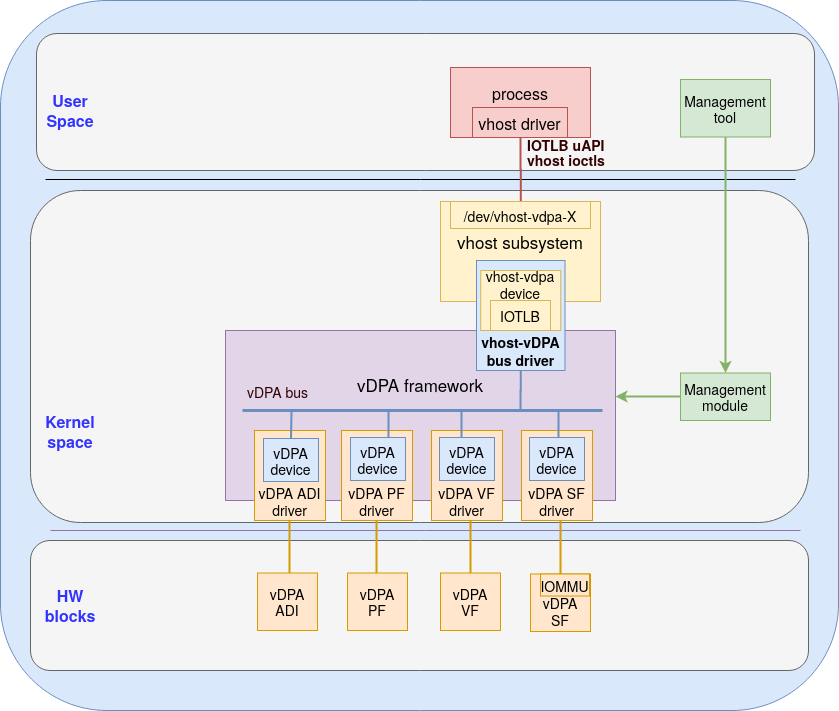 User
Space
process
vhost driver
Management
tool
IOTLB uAPI
vhost ioctls
/dev/vhost-vdpa-X
vhost subsystem
vhost-vdpa
device
IOTLB
vhost-vDPA
bus driver
vDPA framework
vDPA bus
Management
module
Kernel
space
vDPA
device
vDPA ADI
driver
vDPA
device
vDPA PF
driver
vDPA
device
vDPA VF
driver
vDPA
device
vDPA SF
driver
HW
blocks
vDPA
ADI
vDPA
PF
vDPA
VF
IOMMU
vDPA
SF